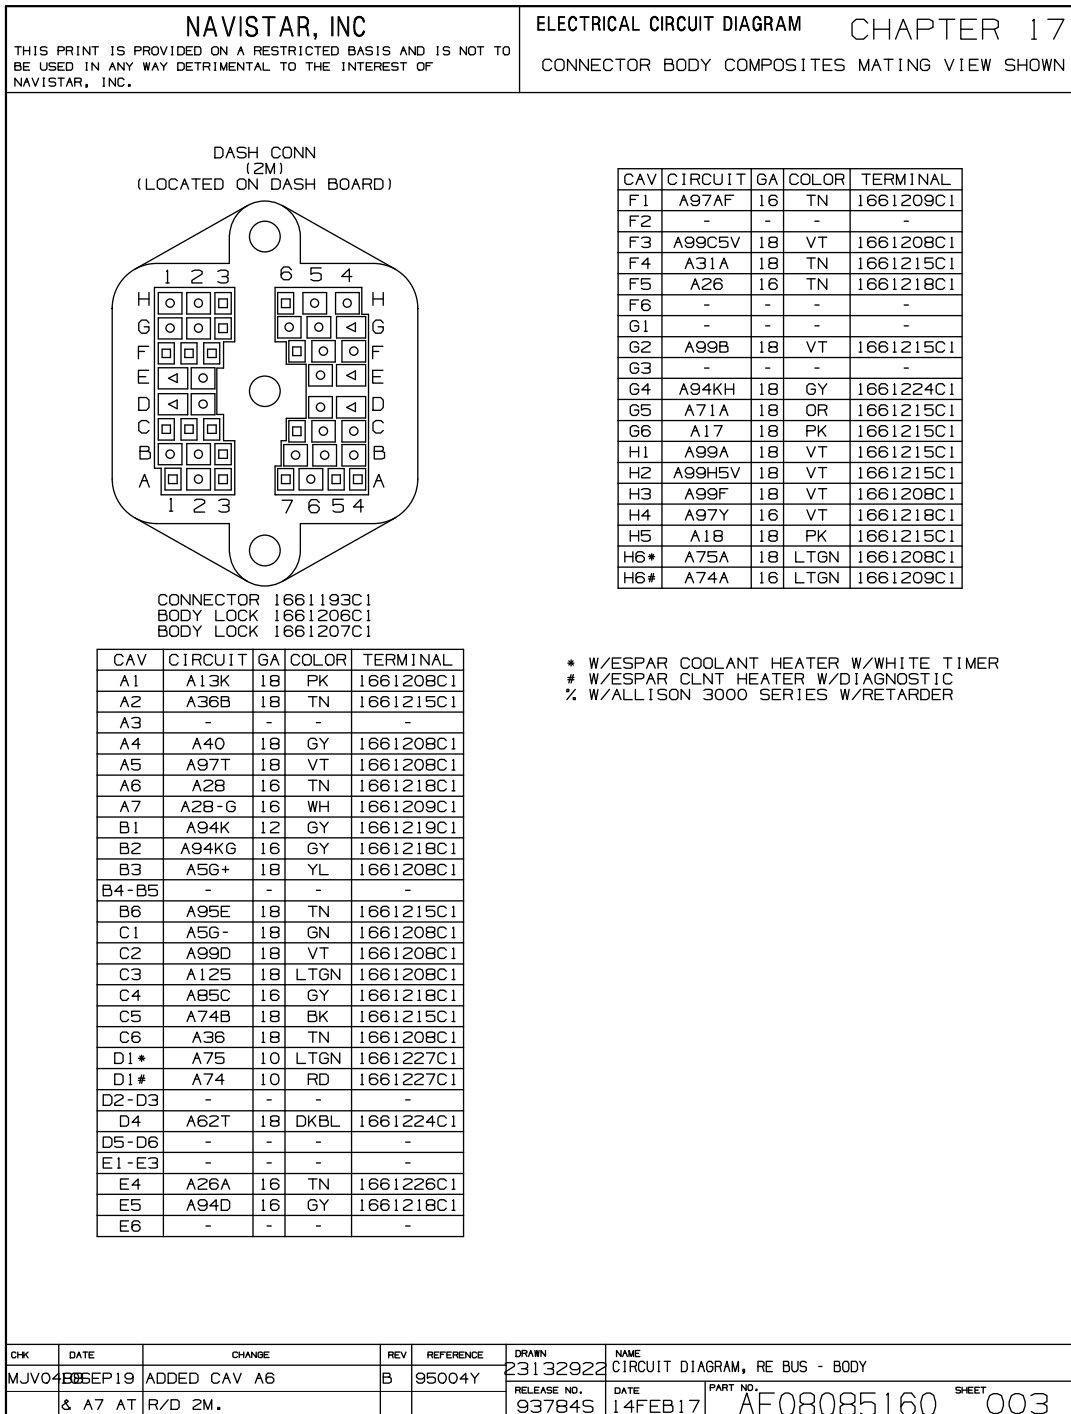 NAVISTAR, INC
THIS PRINT IS PROVIDED ON A RESTRICTED BASIS AND IS NOT TO
BE USED IN ANY WAY DETRIMENTAL TO THE INTEREST OF
NAVISTAR, INC.
ELECTRICAL CIRCUIT DIAGRAM CHAPTER 17
CONNECTOR BODY COMPOSITES MATING VIEW SHOWN
DASH CONN
(2M)
(LOCATED ON DASH BOARD)
1 2 3 6 5 4
H H
G G
F F
E E
D D
C C
B B
A A
1 2 3 7 6 5 4
CONNECTOR 1661193C1
BODY LOCK 1661206C1
BODY LOCK 1661207C1
CAV CIRCUIT GA COLOR TERMINAL
A1 A13K 18 PK 1661208C1
A2 A36B 18 TN 1661215C1
A3 - - - -
A4 A40 18 GY 1661208C1
A5 A97T 18 VT 1661208C1
A6 A28 16 TN 1661218C1
A7 A28-G 16 WH 1661209C1
B1 A94K 12 GY 1661219C1
B2 A94KG 16 GY 1661218C1
B3 A5G+ 18 YL 1661208C1
B4-B5 - - - -
B6 A95E 18 TN 1661215C1
C1 A5G- 18 GN 1661208C1
C2 A99D 18 VT 1661208C1
C3 A125 18 LTGN 1661208C1
C4 A85C 16 GY 1661218C1
C5 A74B 18 BK 1661215C1
C6 A36 18 TN 1661208C1
D1* A75 10 LTGN 1661227C1
D1# A74 10 RD 1661227C1
D2-D3 - - - -
D4 A62T 18 DKBL 1661224C1
D5-D6 - - - -
E1-E3 - - - -
E4 A26A 16 TN 1661226C1
E5 A94D 16 GY 1661218C1
E6 - - - -
CAV CIRCUIT GA COLOR TERMINAL
F1 A97AF 16 TN 1661209C1
F2 - - - -
F3 A99C5V 18 VT 1661208C1
F4 A31A 18 TN 1661215C1
F5 A26 16 TN 1661218C1
F6 - - - -
G1 - - - -
G2 A99B 18 VT 1661215C1
G3 - - - -
G4 A94KH 18 GY 1661224C1
G5 A71A 18 OR 1661215C1
G6 A17 18 PK 1661215C1
H1 A99A 18 VT 1661215C1
H2 A99H5V 18 VT 1661215C1
H3 A99F 18 VT 1661208C1
H4 A97Y 16 VT 1661218C1
H5 A18 18 PK 1661215C1
H6* A75A 18 LTGN 1661208C1
H6# A74A 16 LTGN 1661209C1
* W/ESPAR COOLANT HEATER W/WHITE TIMER
# W/ESPAR CLNT HEATER W/DIAGNOSTIC
% W/ALLISON 3000 SERIES W/RETARDER
CHK DATE CHANGE REV REFERENCE
SEP19 ADDED CAV A6 B 95004Y
& A7 AT R/D 2M.
DRAWN
23132922
NAME
CIRCUIT DIAGRAM, RE BUS - BODY
RELEASE NO.
93784S
DATE
14FEB17
PART NO.
AF08085160
SHEET
003